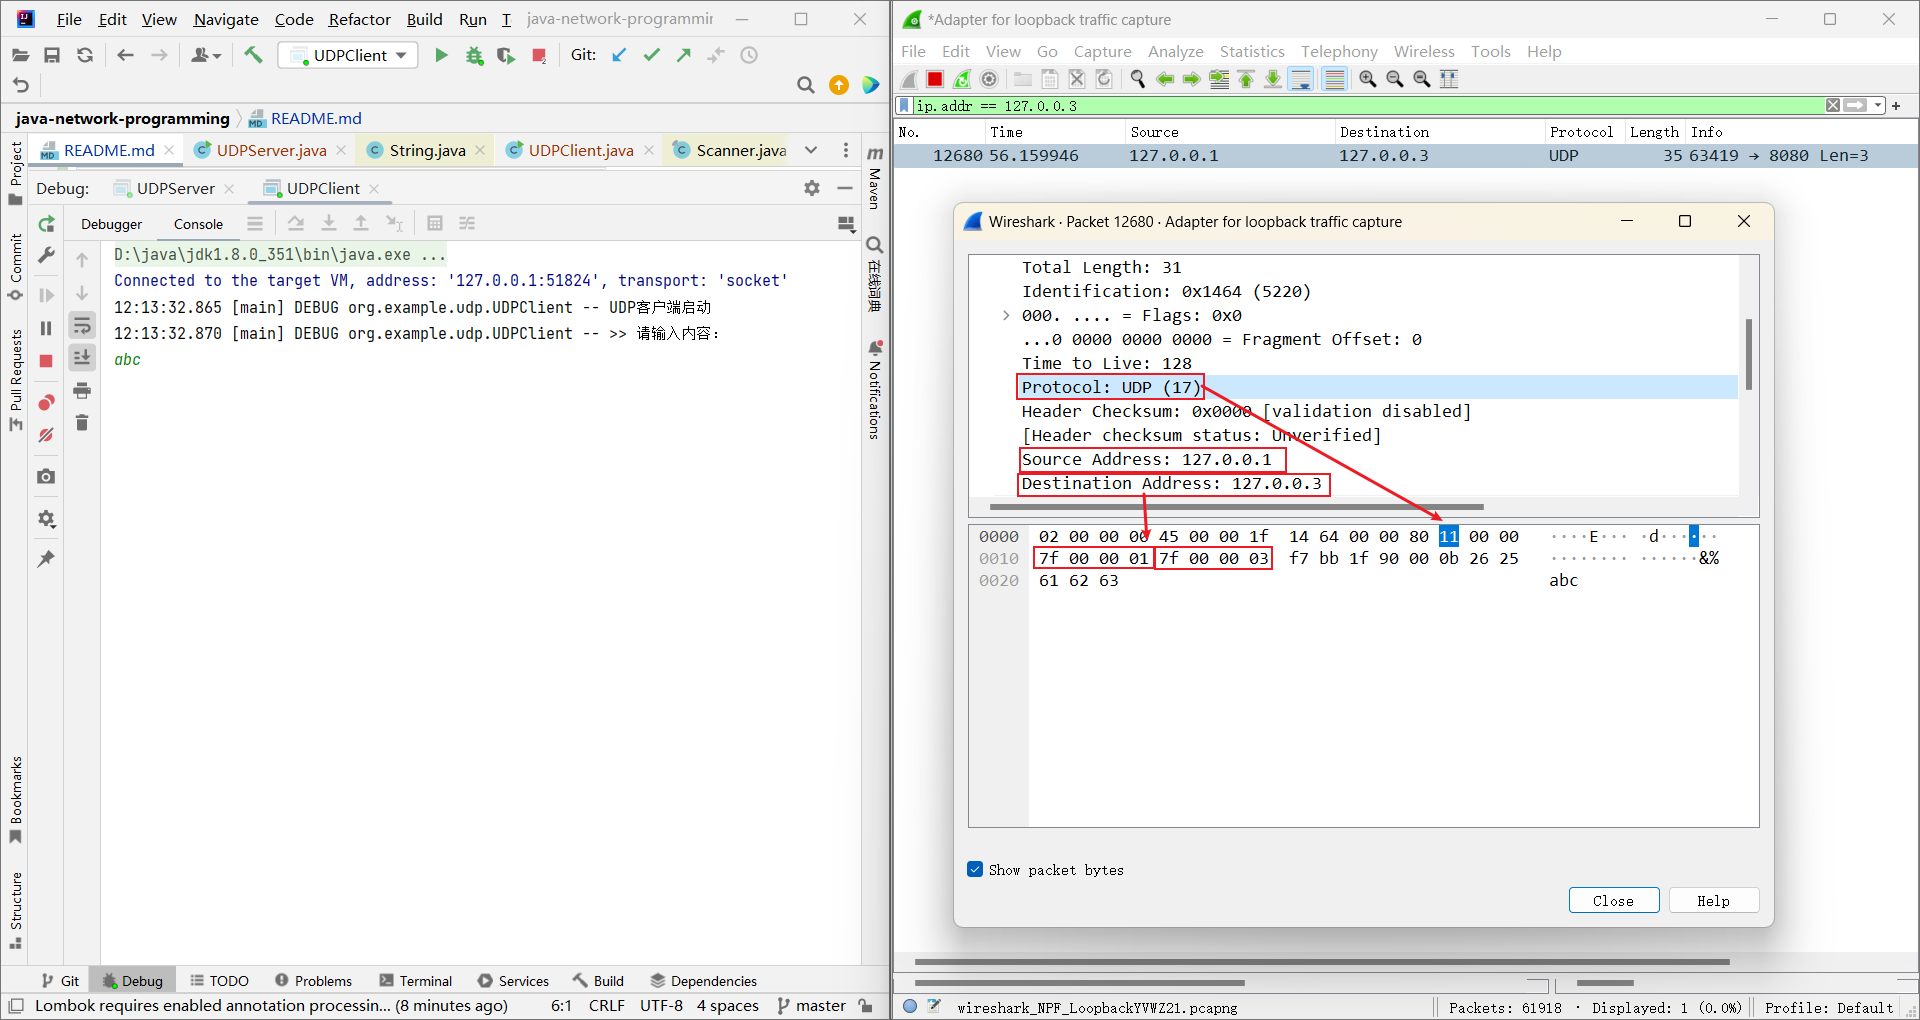 File Edit View Navigate Code Refactor Build Run T java-network-programmin
UDPClient Git:
java-network-programming README.md
README.md UDPServer.java String.java UDPClient.java Scanner.java
Debug: UDPServer UDPClient
Debugger Console
D:\java\jdk1.8.0_351\bin\java.exe ...
Connected to the target VM, address: '127.0.0.1:51824', transport: 'socket'
12:13:32.865 [main] DEBUG org.example.udp.UDPClient -- UDP客户端启动
12:13:32.870 [main] DEBUG org.example.udp.UDPClient -- >> 请输入内容:
abc
Project
Commit
Pull Requests
Bookmarks
Structure
Maven
在线词典
Notifications
Git Debug TODO Problems Terminal Services Build Dependencies
Lombok requires enabled annotation processin... (8 minutes ago) 6:1 CRLF UTF-8 4 spaces master
*Adapter for loopback traffic capture
File Edit View Go Capture Analyze Statistics Telephony Wireless Tools Help
ip.addr == 127.0.0.3
No. Time Source Destination Protocol Length Info
12680 56.159946 127.0.0.1 127.0.0.3 UDP 35 63419 → 8080 Len=3
Wireshark · Packet 12680 · Adapter for loopback traffic capture
Total Length: 31
Identification: 0x1464 (5220)
000. .... = Flags: 0x0
...0 0000 0000 0000 = Fragment Offset: 0
Time to Live: 128
Protocol: UDP (17)
Header Checksum: 0x0000 [validation disabled]
[Header checksum status: Unverified]
Source Address: 127.0.0.1
Destination Address: 127.0.0.3
0000 02 00 00 00 45 00 00 1f 14 64 00 00 80 11 00 00 ····E··· ·d······
0010 7f 00 00 01 7f 00 00 03 f7 bb 1f 90 00 0b 26 25 ········ ······&%
0020 61 62 63 abc
Show packet bytes
Close Help
wireshark_NPF_LoopbackYVWZ21.pcapng Packets: 61918 · Displayed: 1 (0.0%) Profile: Default